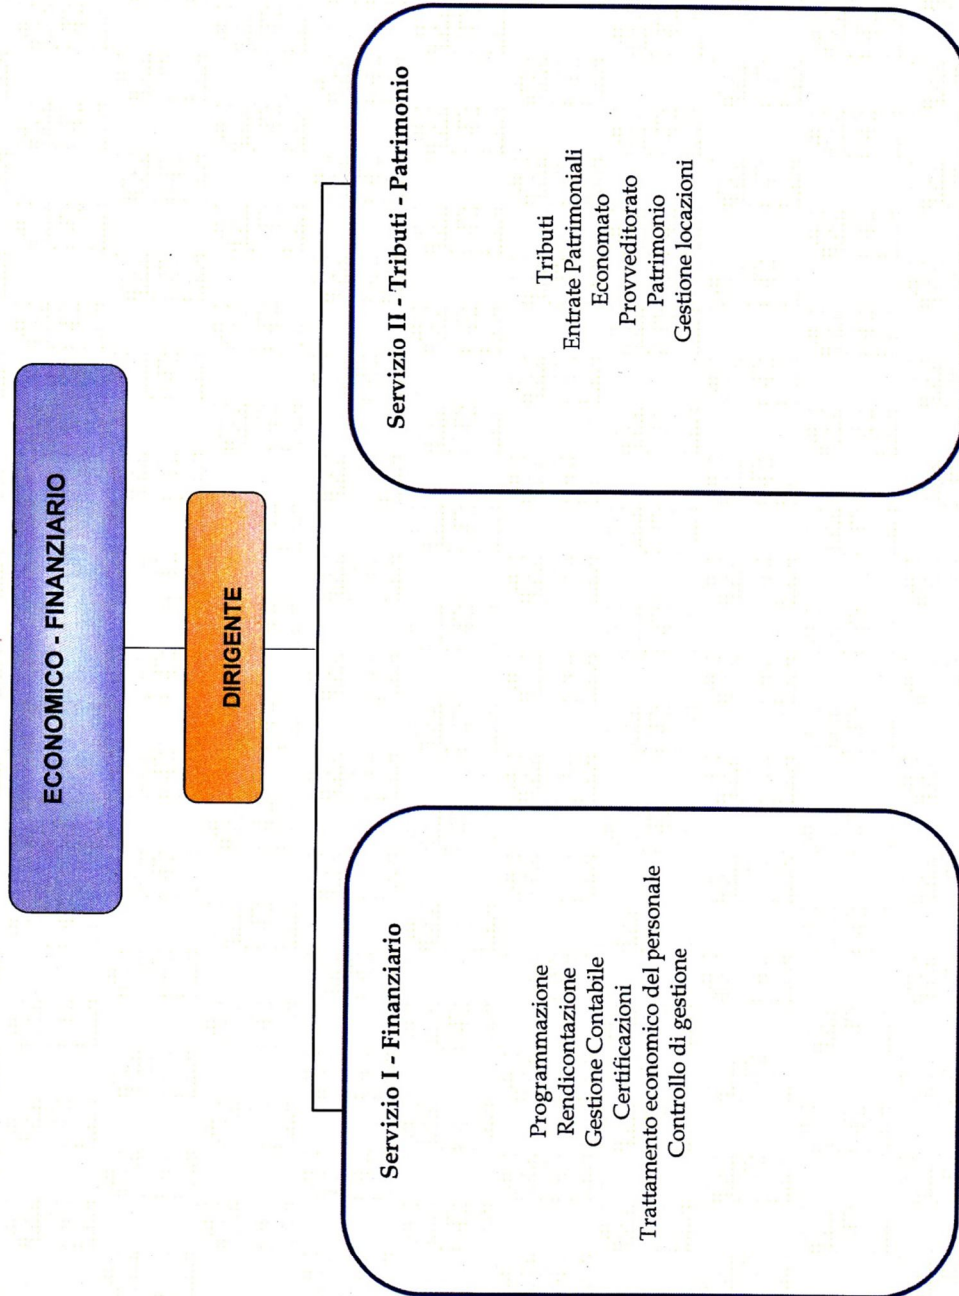 ECONOMICO - FINANZIARIO
DIRIGENTE
Servizio I - Finanziario
Programmazione
Rendicontazione
Gestione Contabile
Certificazioni
Trattamento economico del personale
Controllo di gestione
Servizio II - Tributi - Patrimonio
Tributi
Entrate Patrimoniali
Economato
Provveditorato
Patrimonio
Gestione locazioni